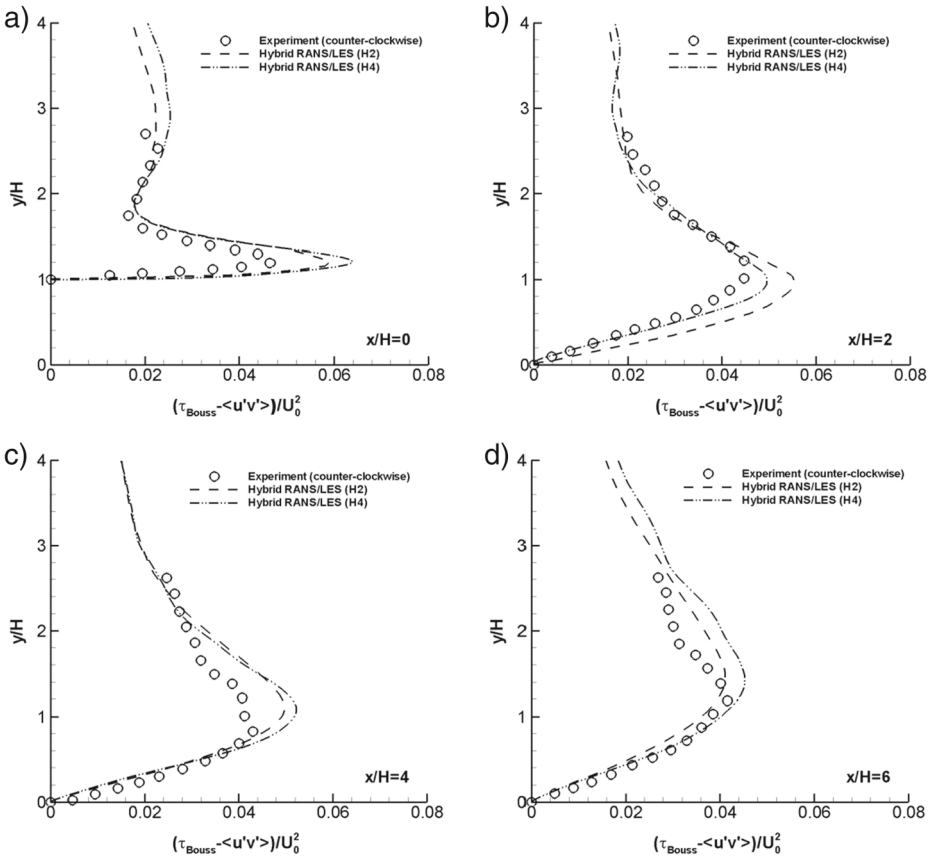 a)
4
3
2
1
0
y/H
Experiment (counter-clockwise)
Hybrid RANS/LES (H2)
Hybrid RANS/LES (H4)
x/H=0
0 0.02 0.04 0.06 0.08
(τBouss-<u'v'>)/U₀²
b)
4
3
2
1
0
y/H
Experiment (counter-clockwise)
Hybrid RANS/LES (H2)
Hybrid RANS/LES (H4)
x/H=2
0 0.02 0.04 0.06 0.08
(τBouss-<u'v'>)/U₀²
c)
4
3
2
1
0
y/H
Experiment (counter-clockwise)
Hybrid RANS/LES (H2)
Hybrid RANS/LES (H4)
x/H=4
0 0.02 0.04 0.06 0.08
(τBouss-<u'v'>)/U₀²
d)
4
3
2
1
0
y/H
Experiment (counter-clockwise)
Hybrid RANS/LES (H2)
Hybrid RANS/LES (H4)
x/H=6
0 0.02 0.04 0.06 0.08
(τBouss-<u'v'>)/U₀²